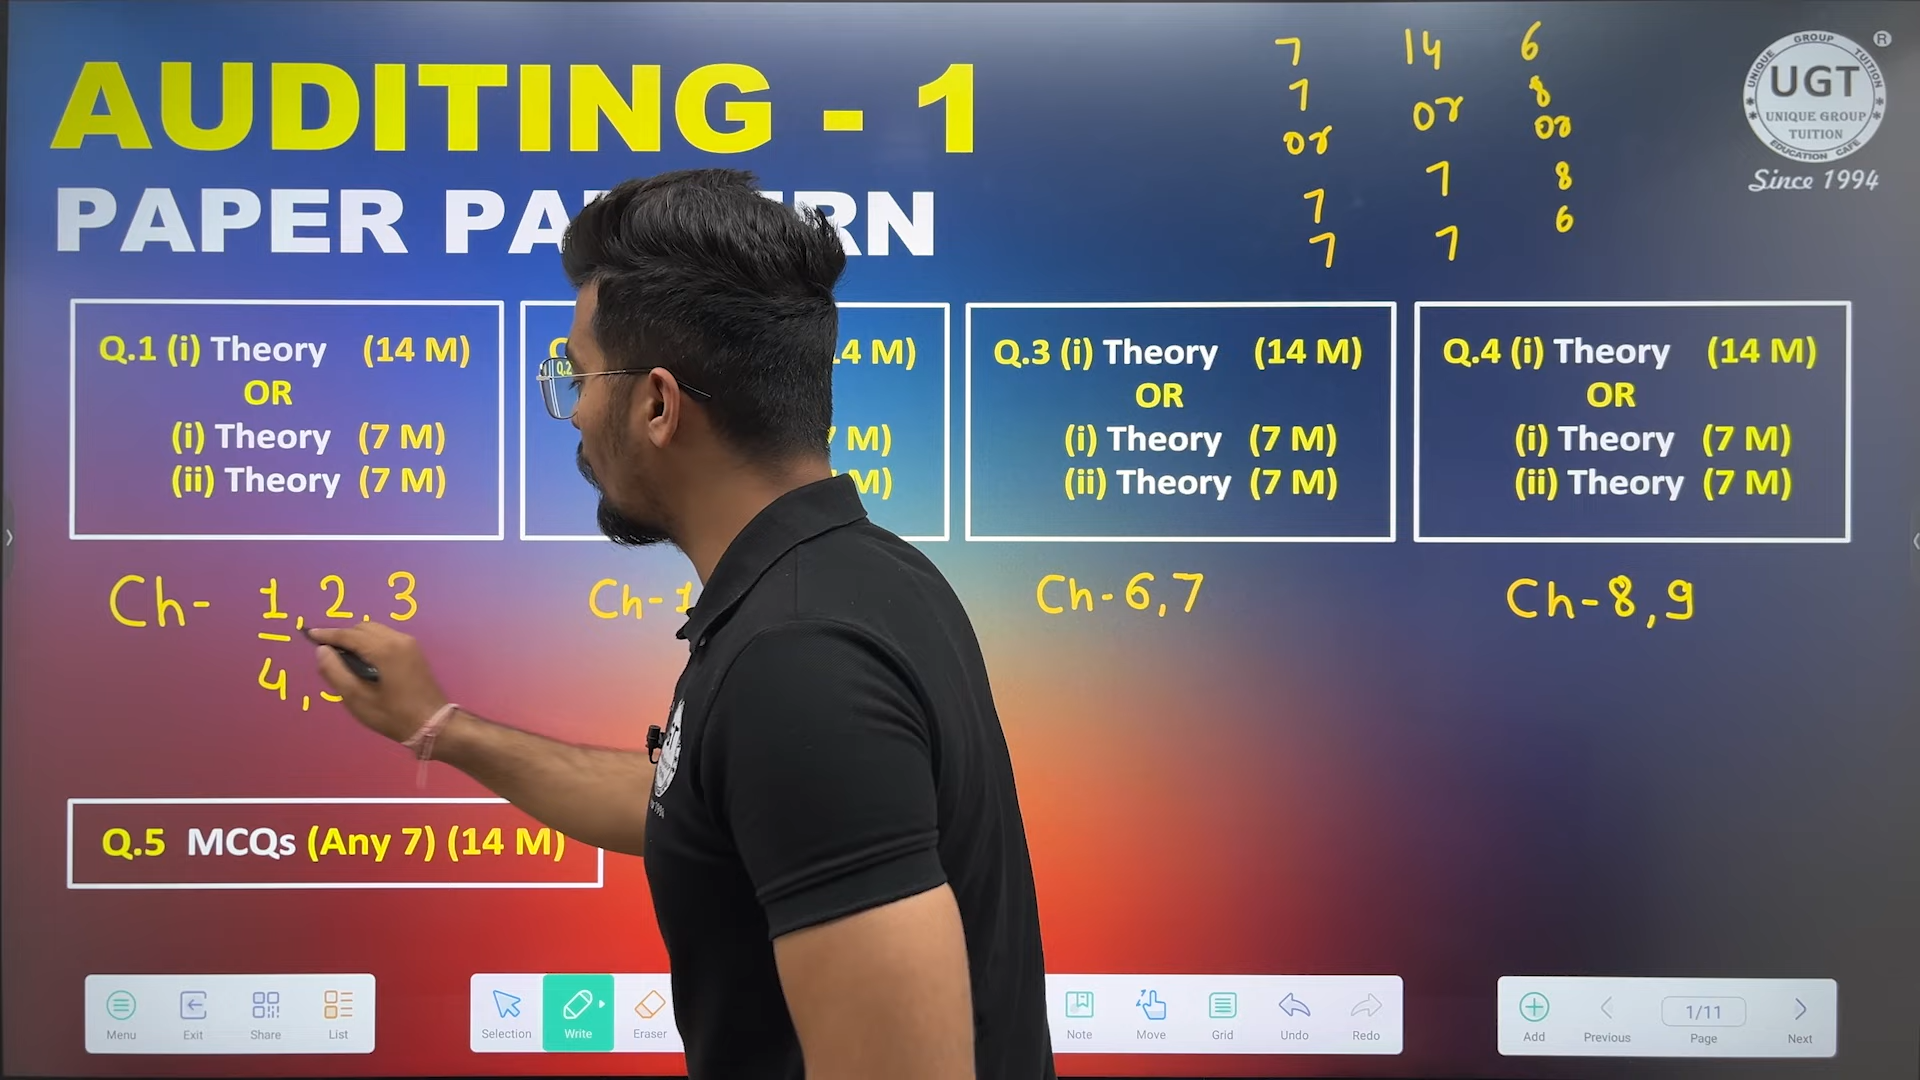 AUDITING - 1
PAPER PA RN
7 14 6
7 or 8
or or
7 7 8
7 7 6
UNIQUE GROUP TUITION
UGT
UNIQUE GROUP
TUITION
EDUCATION CAFE
®
Since 1994
Q.1 (i) Theory (14 M)
OR
(i) Theory (7 M)
(ii) Theory (7 M)
Q.2
4 M)
M)
M)
Q.3 (i) Theory (14 M)
OR
(i) Theory (7 M)
(ii) Theory (7 M)
Q.4 (i) Theory (14 M)
OR
(i) Theory (7 M)
(ii) Theory (7 M)
Ch- 1, 2, 3
4,
Ch-1
Ch-6,7
Ch-8,9
Q.5 MCQs (Any 7) (14 M)
Menu Exit Share List
Selection Write Eraser
Note Move Grid Undo Redo
Add Previous 1/11 Page Next